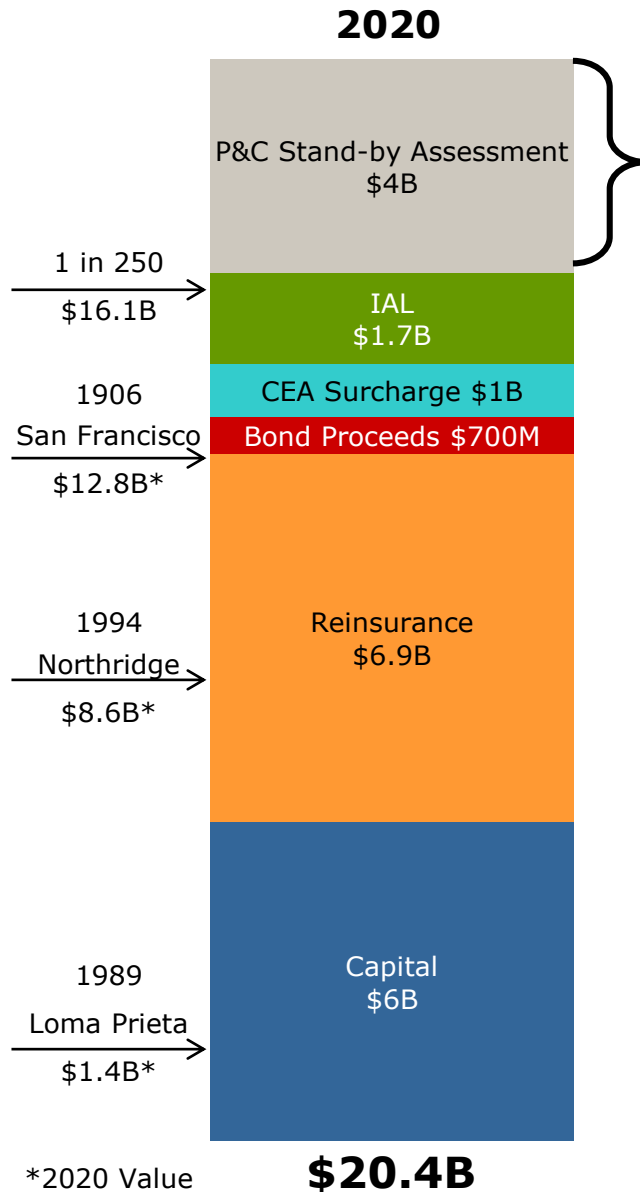 2020
P&C Stand-by Assessment
$4B
1 in 250
$16.1B
IAL
$1.7B
CEA Surcharge $1B
1906
San Francisco
$12.8B*
Bond Proceeds $700M
1994
Northridge
$8.6B*
Reinsurance
$6.9B
Capital
$6B
1989
Loma Prieta
$1.4B*
*2020 Value
$20.4B